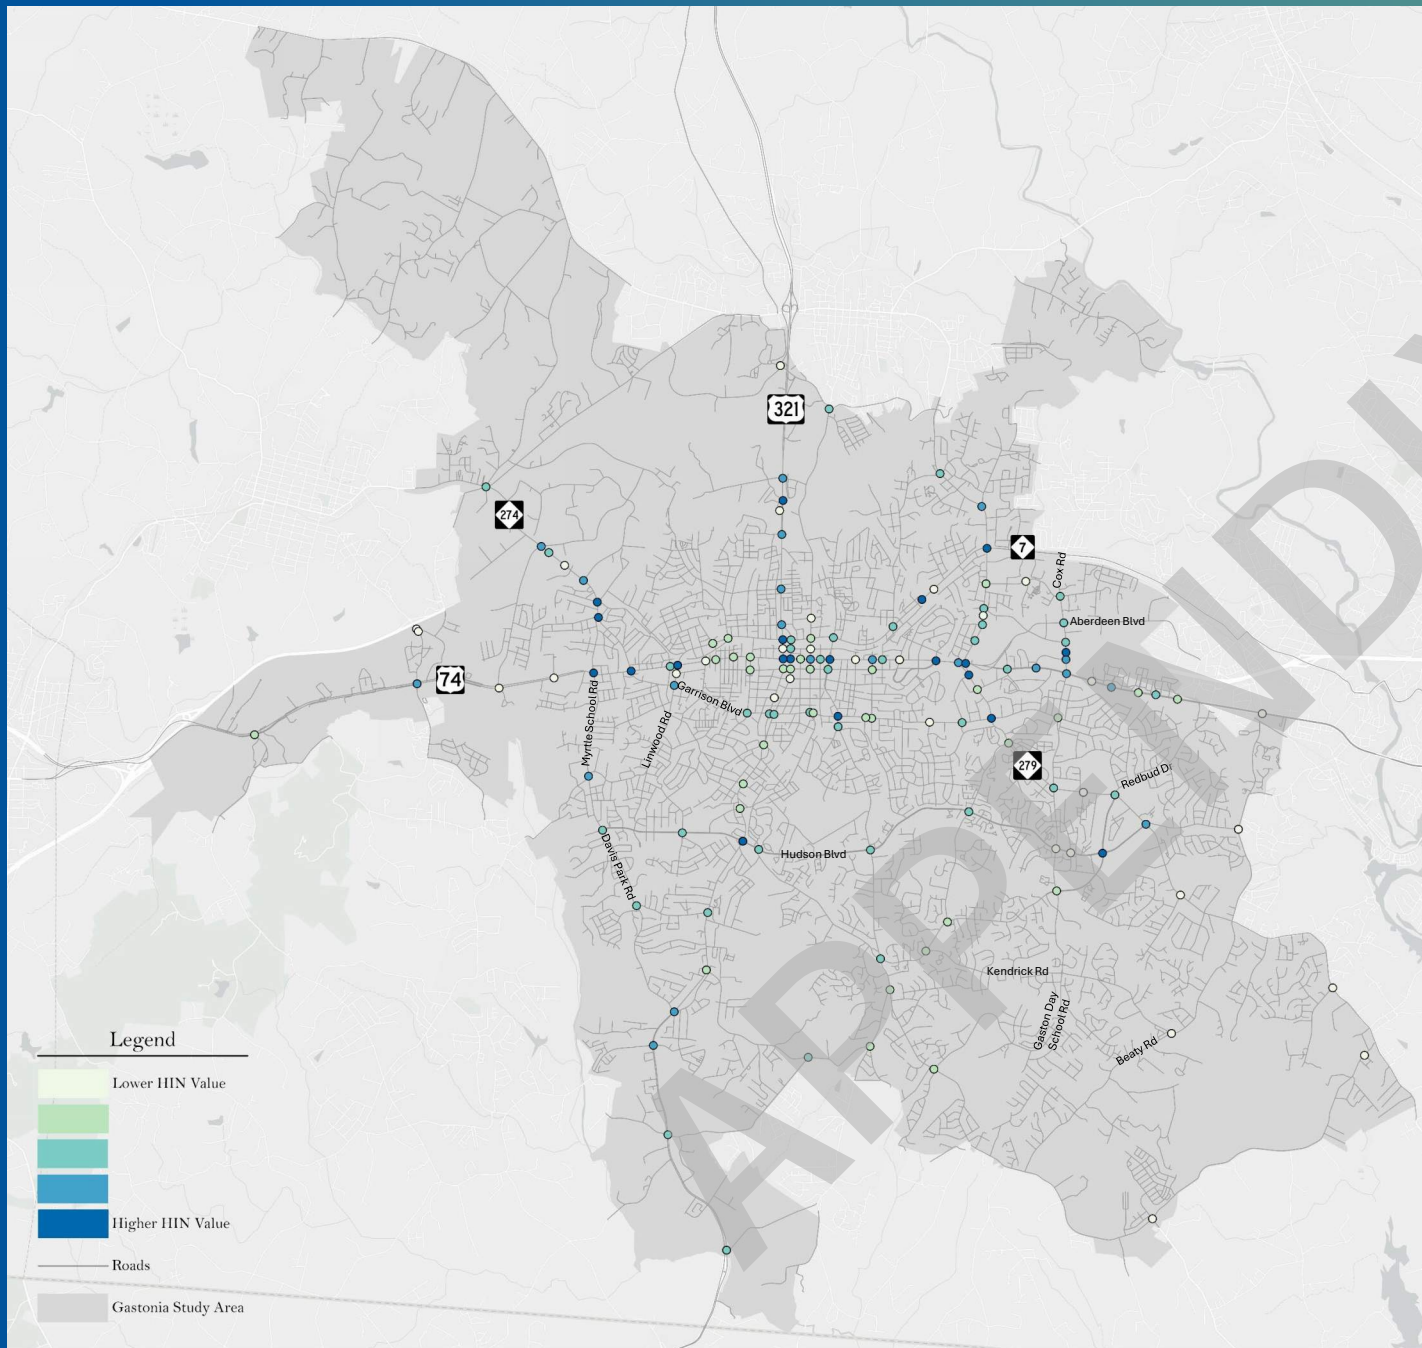 321
274
7
Cox Rd
Aberdeen Blvd
74
Garrison Blvd
Myrtle School Rd
Linwood Rd
279
Redbud Dr
Davis Park Rd
Hudson Blvd
Kendrick Rd
Gaston Day
School Rd
Beaty Rd
Legend
Lower HIN Value
Higher HIN Value
Roads
Gastonia Study Area
APPENDI